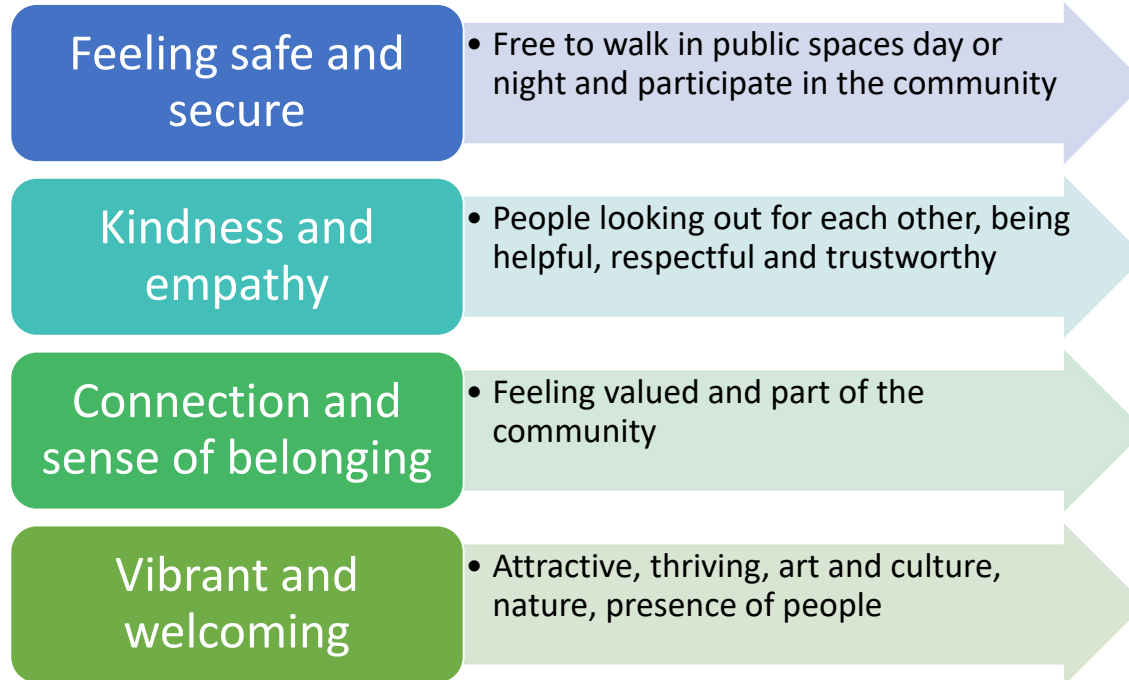 Feeling safe and
secure
• Free to walk in public spaces day or
night and participate in the community
Kindness and
empathy
• People looking out for each other, being
helpful, respectful and trustworthy
Connection and
sense of belonging
• Feeling valued and part of the
community
Vibrant and
welcoming
• Attractive, thriving, art and culture,
nature, presence of people